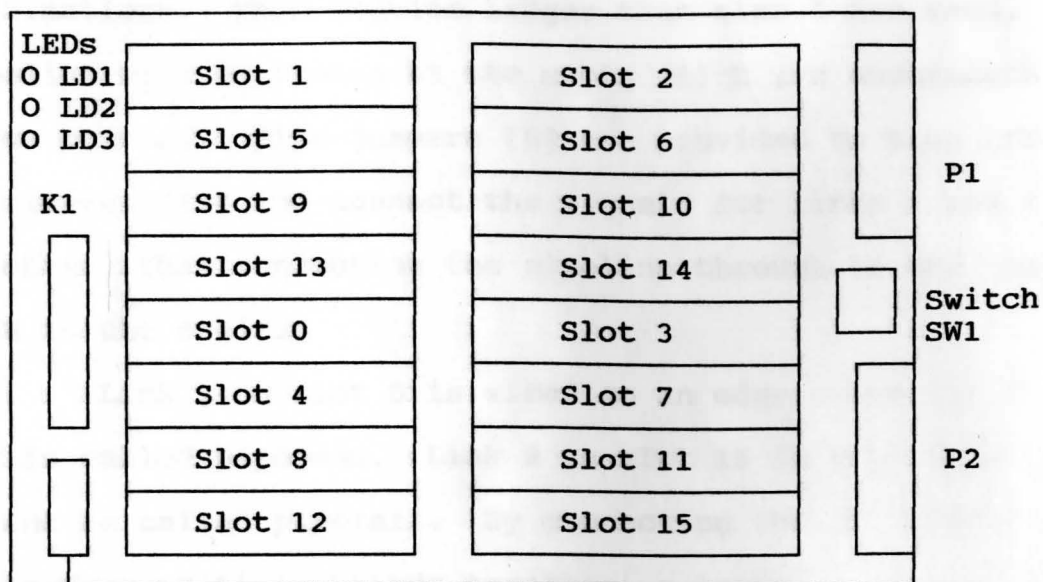 LEDs
O LD1 Slot 1 Slot 2
O LD2
O LD3 Slot 5 Slot 6
P1
K1 Slot 9 Slot 10
Slot 13 Slot 14
Switch
Slot 0 Slot 3 SW1
Slot 4 Slot 7
Slot 8 Slot 11 P2
Slot 12 Slot 15